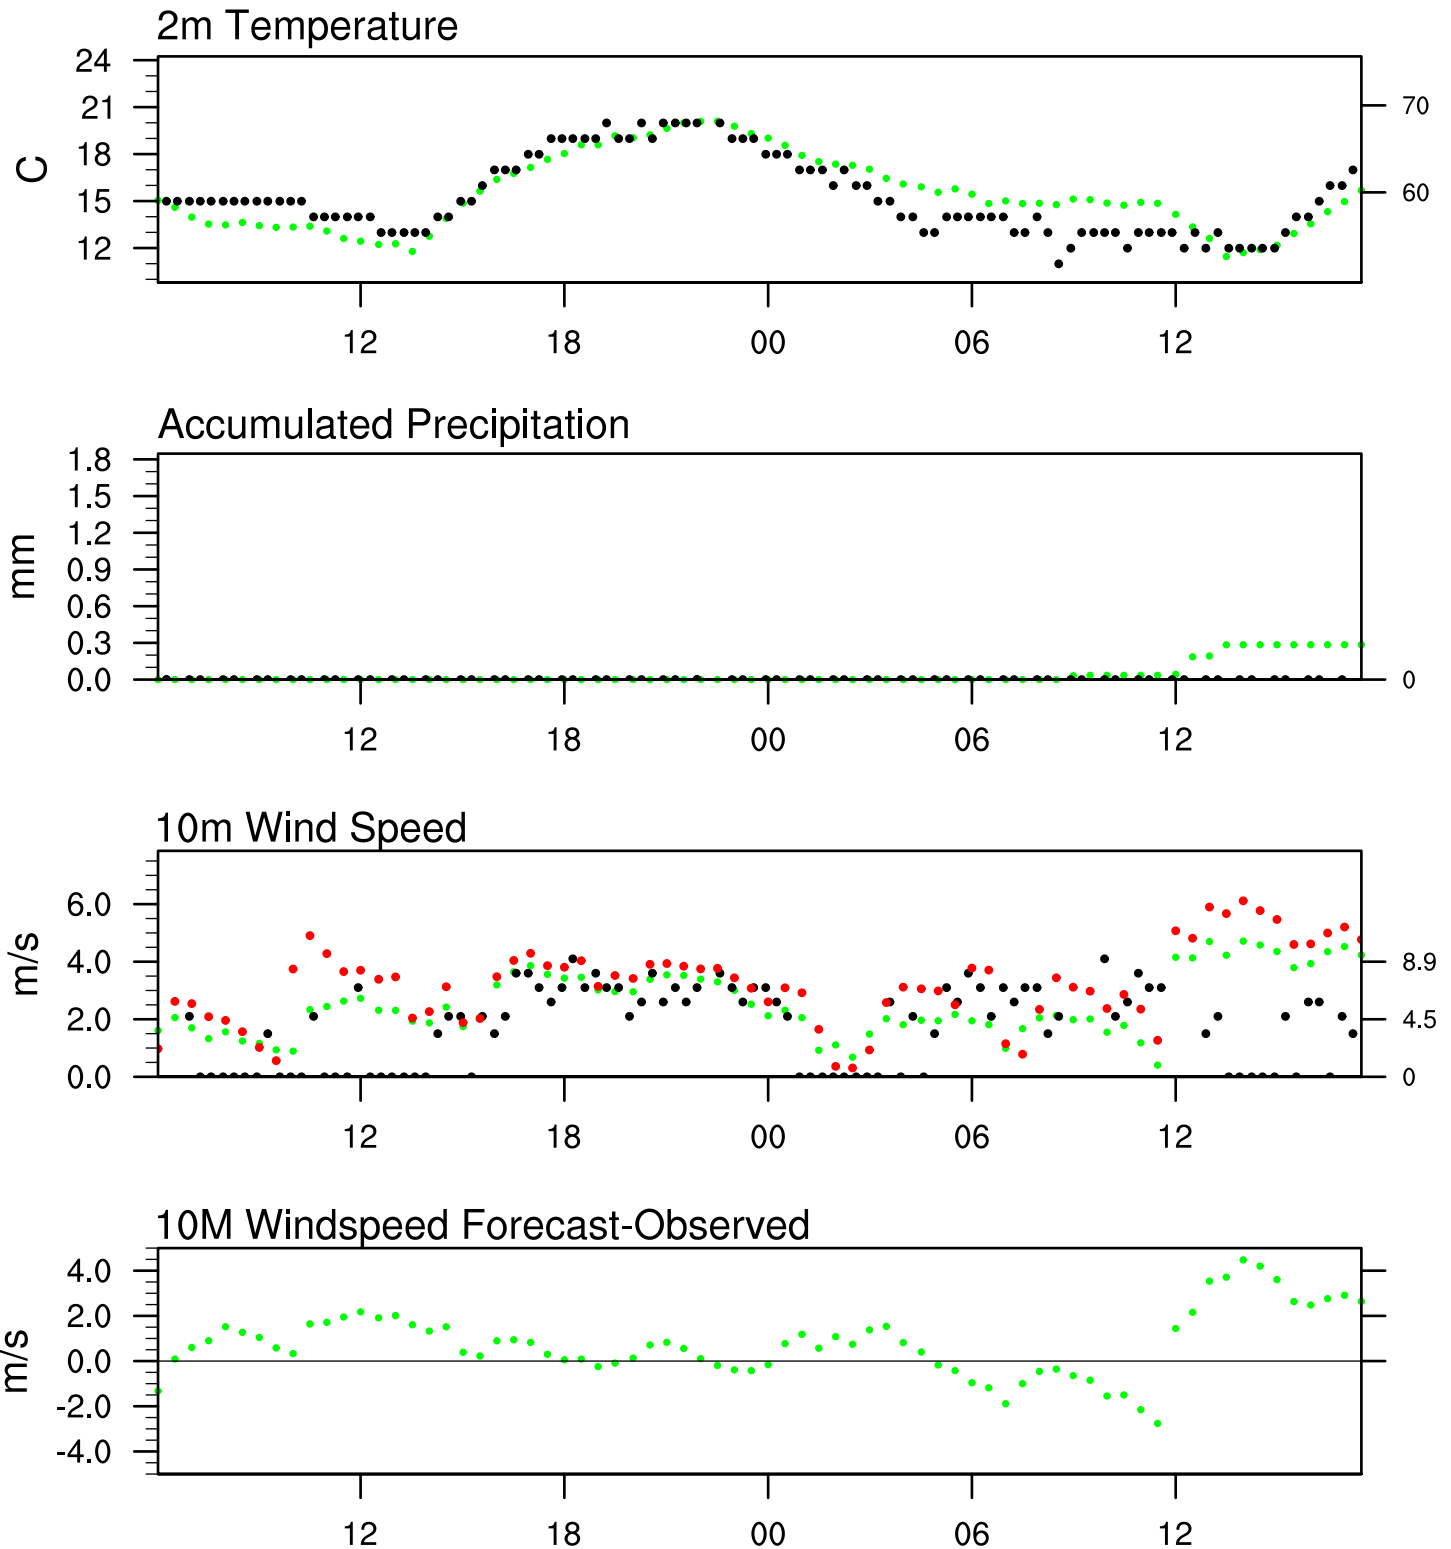 2m Temperature
24
21
18
15
12
C
70
60
12 18 00 06 12
Accumulated Precipitation
1.8
1.5
1.2
0.9
0.6
0.3
0.0
mm
0
12 18 00 06 12
10m Wind Speed
6.0
4.0
2.0
0.0
m/s
8.9
4.5
0
12 18 00 06 12
10M Windspeed Forecast-Observed
4.0
2.0
0.0
-2.0
-4.0
m/s
12 18 00 06 12